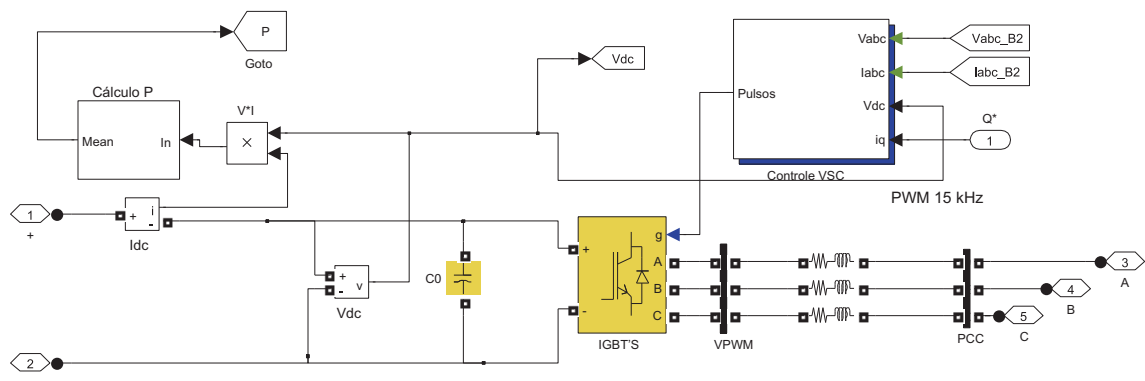 P
Goto
Vdc
Cálculo P
Mean
In
V*I
×
Vabc
Iabc
Vdc
iq
Pulsos
Controle VSC
Vabc_B2
Iabc_B2
Q*
1
PWM 15 kHz
1
+
+
-
i
Idc
+
-
v
Vdc
C0
+
-
g
A
B
C
IGBT'S
VPWM
PCC
3
A
4
B
5
C
2